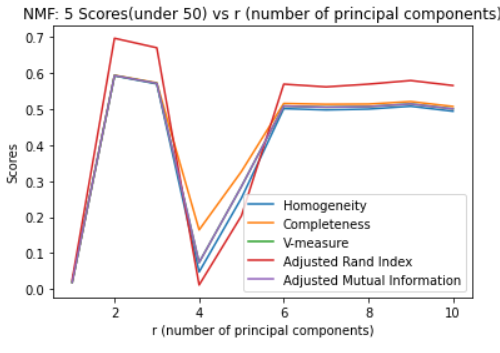 NMF: 5 Scores(under 50) vs r (number of principal components)
0.7
0.6
0.5
0.4
0.3
0.2
0.1
0.0
Scores
Homogeneity
Completeness
V-measure
Adjusted Rand Index
Adjusted Mutual Information
2
4
6
8
10
r (number of principal components)